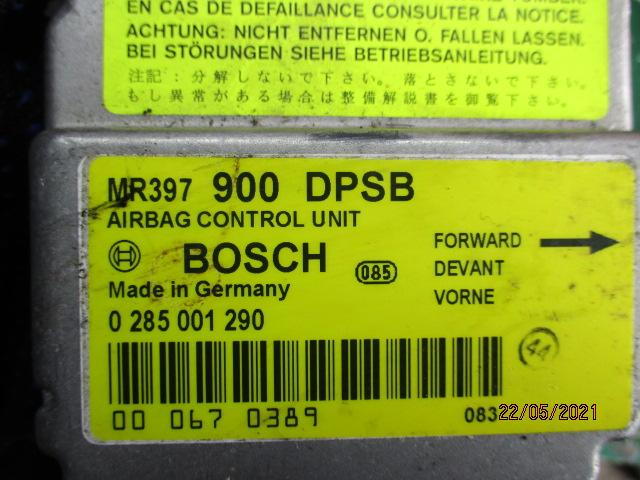 EN CAS DE DEFAILLANCE CONSULTER LA NOTICE.
ACHTUNG: NICHT ENTFERNEN O. FALLEN LASSEN.
BEI STÖRUNGEN SIEHE BETRIEBSANLEITUNG.
注記：分解しないで下さい。落とさないで下さい。
もし異常がある場合は整備解説書を御覧下さい。
MR397 900 DPSB
AIRBAG CONTROL UNIT
BOSCH 085
FORWARD
DEVANT
VORNE
Made in Germany
0 285 001 290
44
00 067 0389
083
22/05/2021